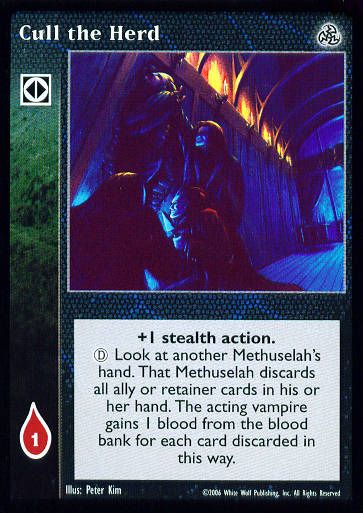 Cull the Herd
+1 stealth action.
Ⓓ Look at another Methuselah's
hand. That Methuselah discards
all ally or retainer cards in his or
her hand. The acting vampire
gains 1 blood from the blood
bank for each card discarded in
this way.
1
Illus: Peter Kim
©2006 White Wolf Publishing, Inc. All Rights Reserved